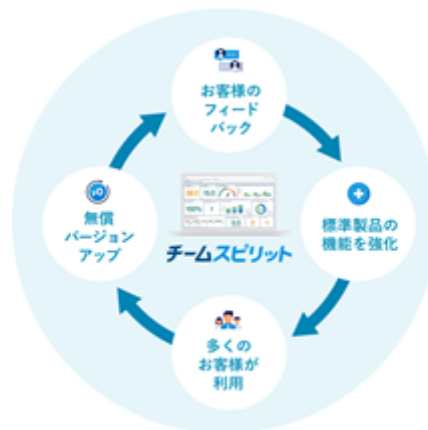 お客様の
フィード
バック
標準製品の
機能を強化
多くの
お客様が
利用
無償
バージョン
アップ
チームスピリット